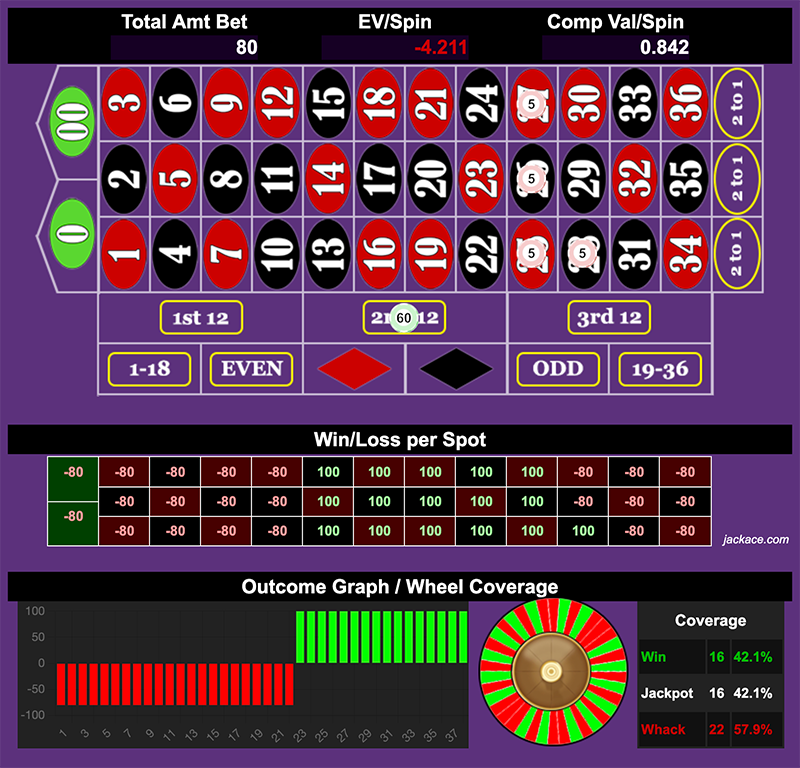 Total Amt Bet EV/Spin Comp Val/Spin
80 -4.211 0.842
00 3 6 9 12 15 18 21 24 5 30 33 36 2 to 1
2 5 8 11 14 17 20 23 5 29 32 35 2 to 1
0 1 4 7 10 13 16 19 22 5 5 31 34 2 to 1
1st 12 60 12 3rd 12
1-18 EVEN ODD 19-36
Win/Loss per Spot
-80 -80 -80 -80 -80 100 100 100 100 100 -80 -80 -80
-80 -80 -80 -80 100 100 100 100 100 -80 -80 -80
-80 -80 -80 -80 -80 100 100 100 100 100 100 -80 -80
jackace.com
Outcome Graph / Wheel Coverage
100
50
0
-50
-100
1 3 5 7 9 11 13 15 17 19 21 23 25 27 29 31 33 35 37
Coverage
Win 16 42.1%
Jackpot 16 42.1%
Whack 22 57.9%